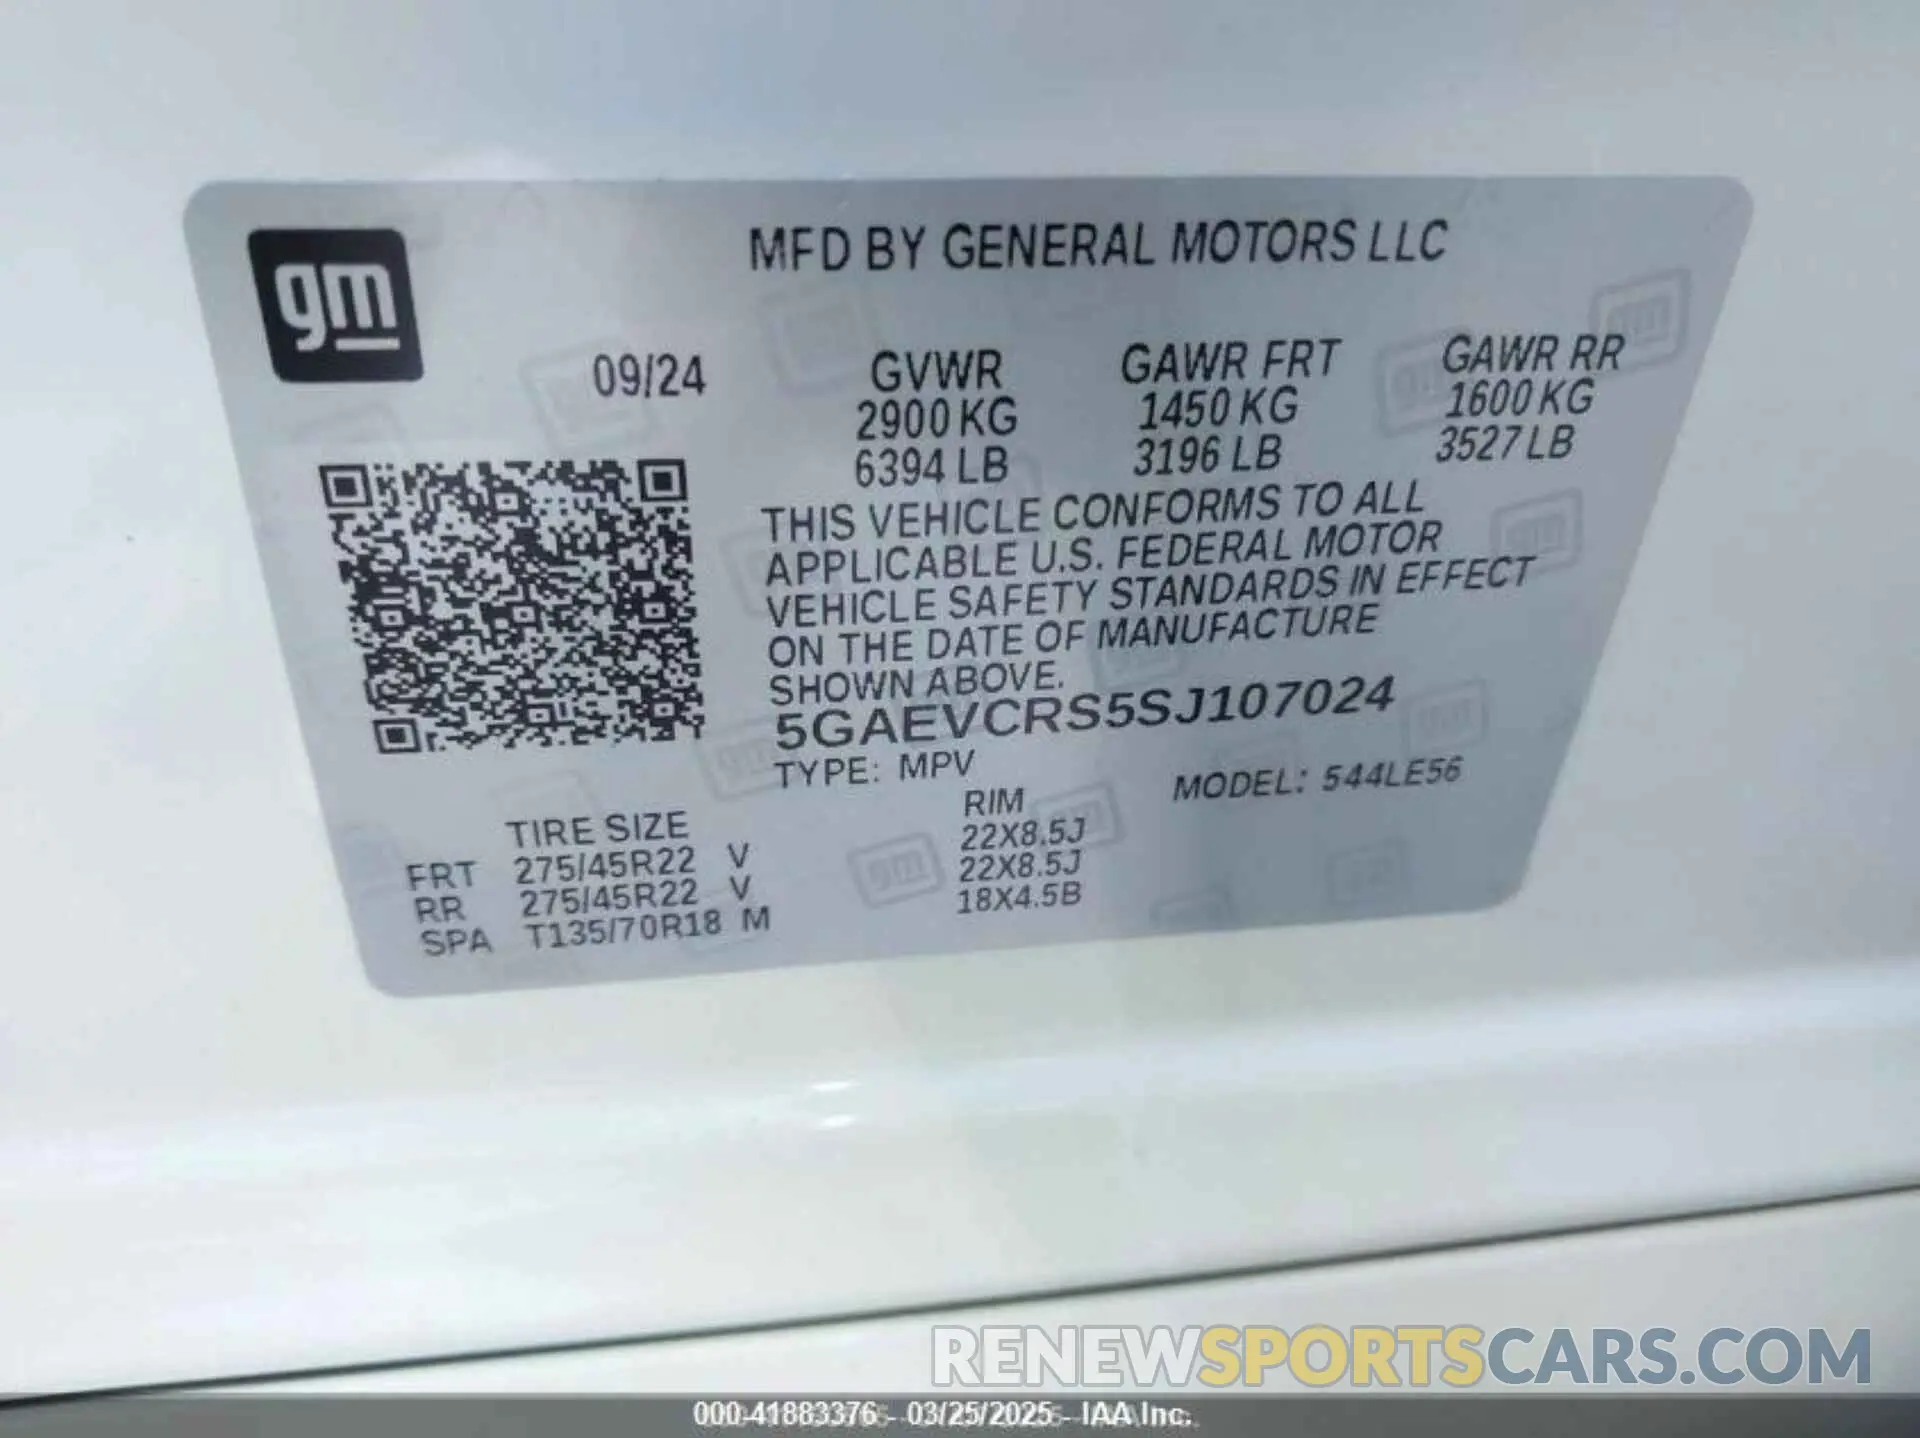 gm
MFD BY GENERAL MOTORS LLC
09/24 GVWR GAWR FRT GAWR RR
2900 KG 1450 KG 1600 KG
6394 LB 3196 LB 3527 LB
THIS VEHICLE CONFORMS TO ALL
APPLICABLE U.S. FEDERAL MOTOR
VEHICLE SAFETY STANDARDS IN EFFECT
ON THE DATE OF MANUFACTURE
SHOWN ABOVE.
5GAEVCRS5SJ107024
TYPE: MPV MODEL: 544LE56
TIRE SIZE RIM
FRT 275/45R22 V 22X8.5J
RR 275/45R22 V 22X8.5J
SPA T135/70R18 M 18X4.5B
RENEWSPORTSCARS.COM
000-41883376 - 03/25/2025 - IAA Inc.